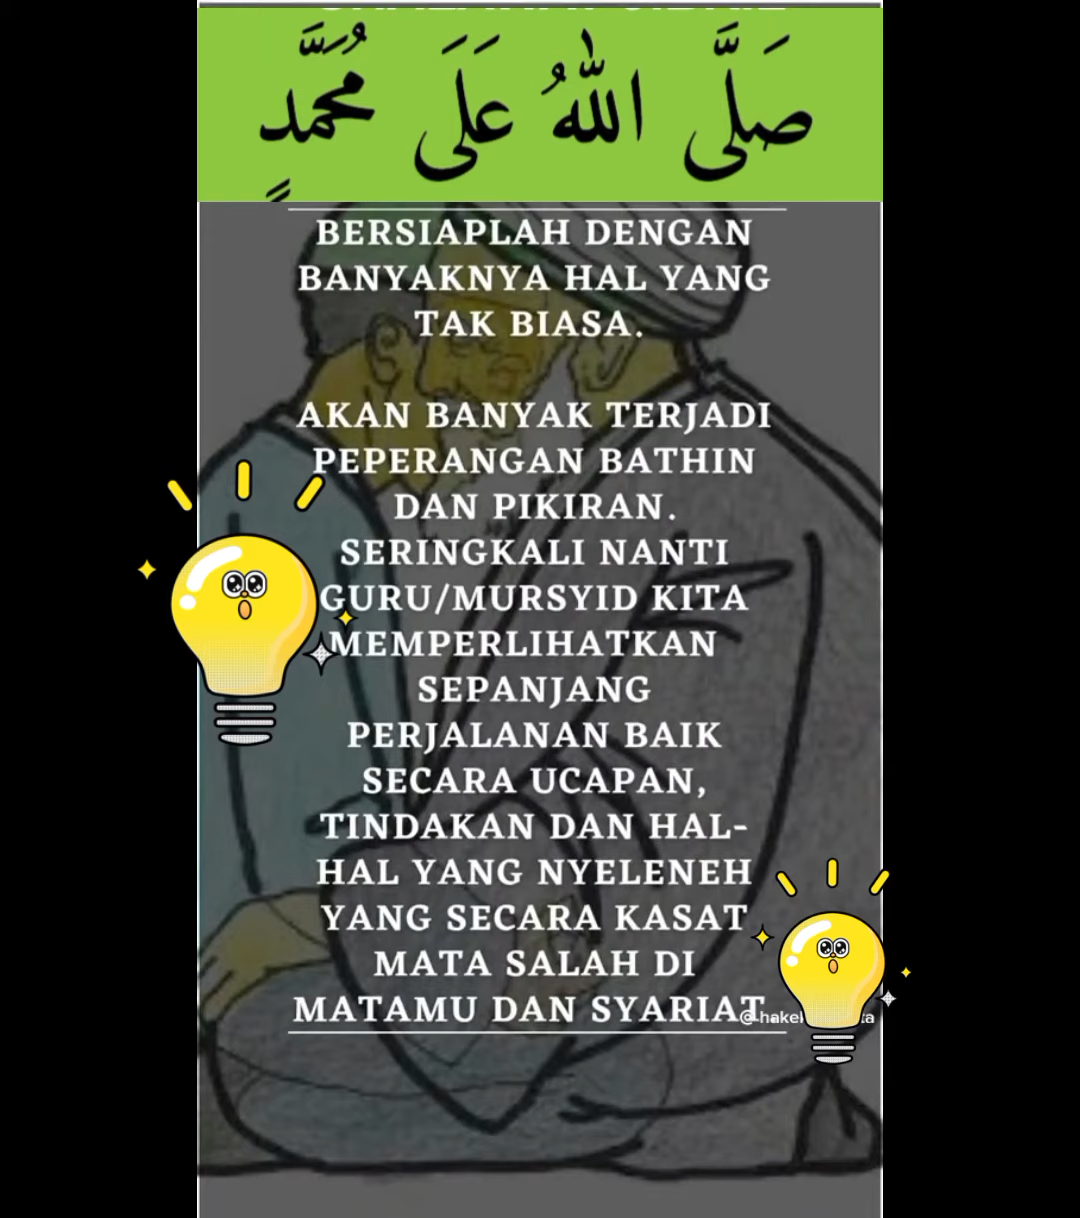 صَلَّى اللهُ عَلَى مُحَمَّدٍ
BERSIAPLAH DENGAN
BANYAKNYA HAL YANG
TAK BIASA.
AKAN BANYAK TERJADI
PEPERANGAN BATHIN
DAN PIKIRAN.
SERINGKALI NANTI
GURU/MURSYID KITA
MEMPERLIHATKAN
SEPANJANG
PERJALANAN BAIK
SECARA UCAPAN,
TINDAKAN DAN HAL-
HAL YANG NYELENEH
YANG SECARA KASAT
MATA SALAH DI
MATAMU DAN SYARIAT.